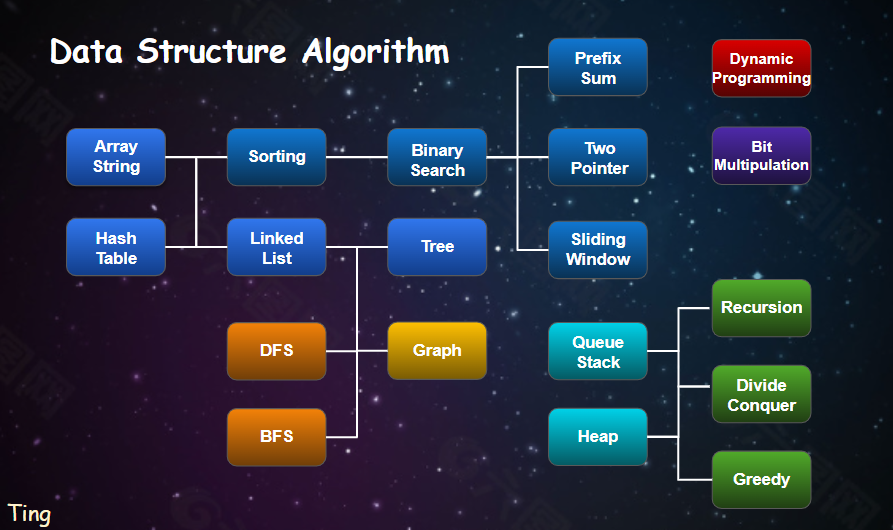 Data Structure Algorithm
Prefix
Sum
Dynamic
Programming
Array
String
Sorting
Binary
Search
Two
Pointer
Bit
Multipulation
Hash
Table
Linked
List
Tree
Sliding
Window
Recursion
DFS
Graph
Queue
Stack
Divide
Conquer
BFS
Heap
Greedy
Ting